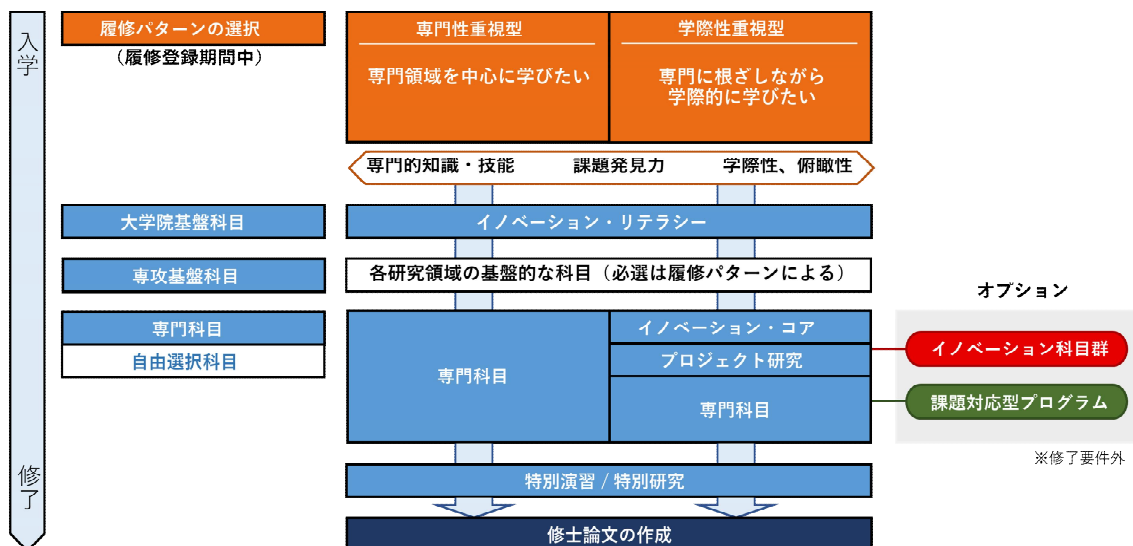 入学
履修パターンの選択
(履修登録期間中)
専門性重視型
専門領域を中心に学びたい
学際性重視型
専門に根ざしながら
学際的に学びたい
専門的知識・技能　課題発見力　学際性、俯瞰性
大学院基盤科目
イノベーション・リテラシー
専攻基盤科目
各研究領域の基盤的な科目（必選は履修パターンによる）
専門科目
自由選択科目
専門科目
イノベーション・コア
プロジェクト研究
専門科目
オプション
イノベーション科目群
課題対応型プログラム
※修了要件外
特別演習 / 特別研究
修士論文の作成
修了